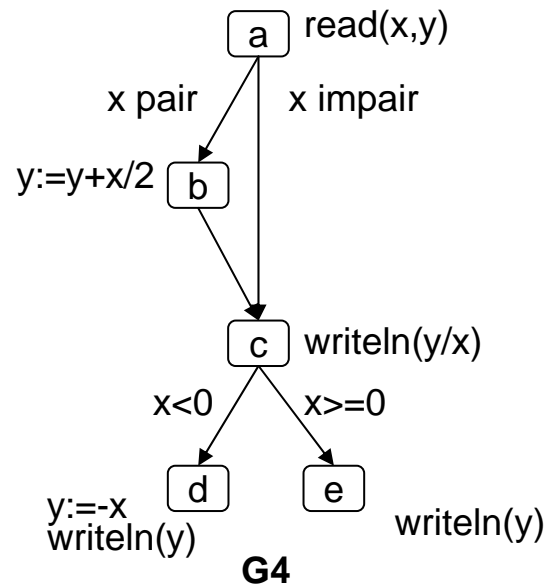 a
read(x,y)
x pair
x impair
y:=y+x/2
b
c
writeln(y/x)
x<0
x>=0
d
e
y:=-x
writeln(y)
writeln(y)
G4